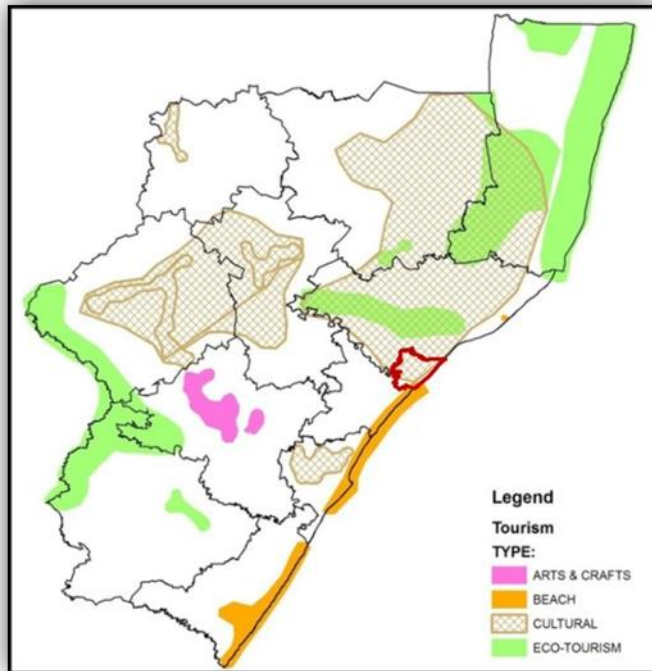 Legend
Tourism
TYPE:
ARTS & CRAFTS
BEACH
CULTURAL
ECO-TOURISM